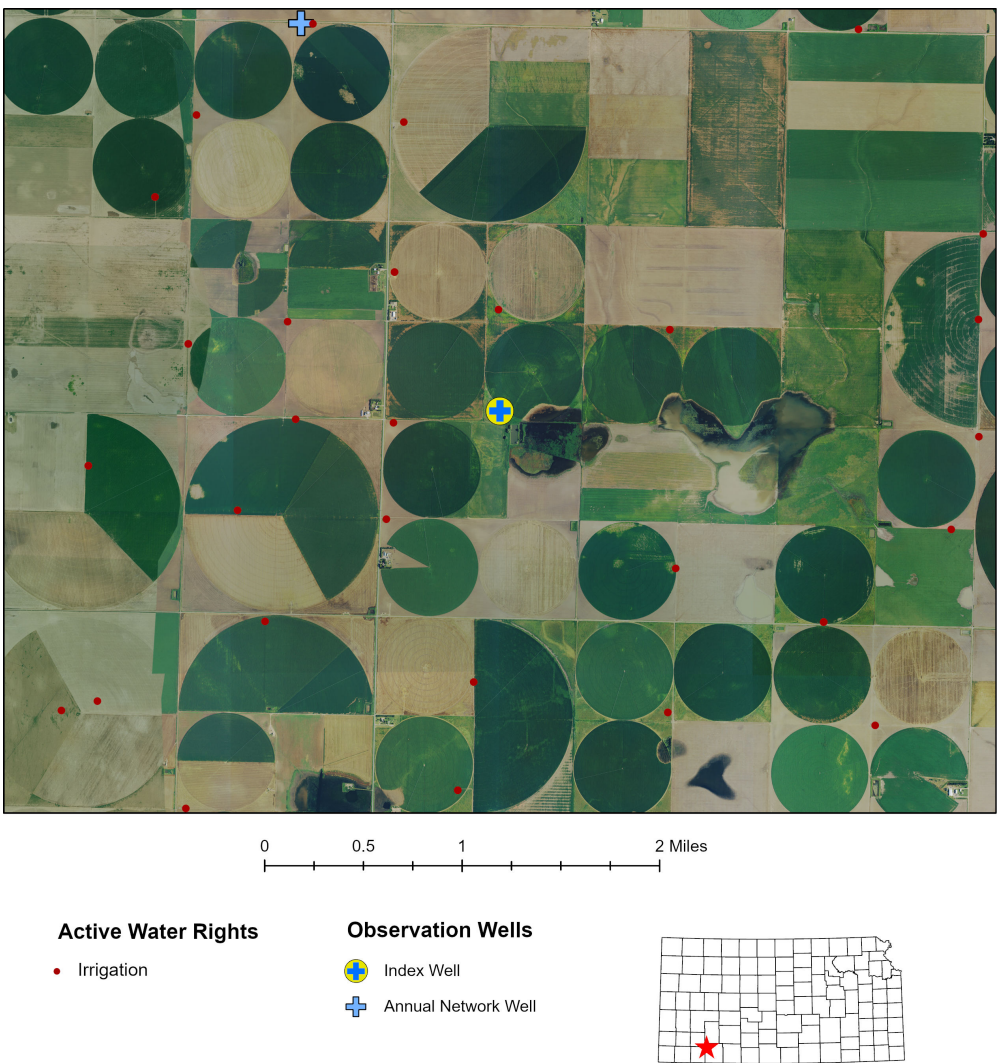 0 0.5 1 2 Miles
Active Water Rights
Irrigation
Observation Wells
Index Well
Annual Network Well